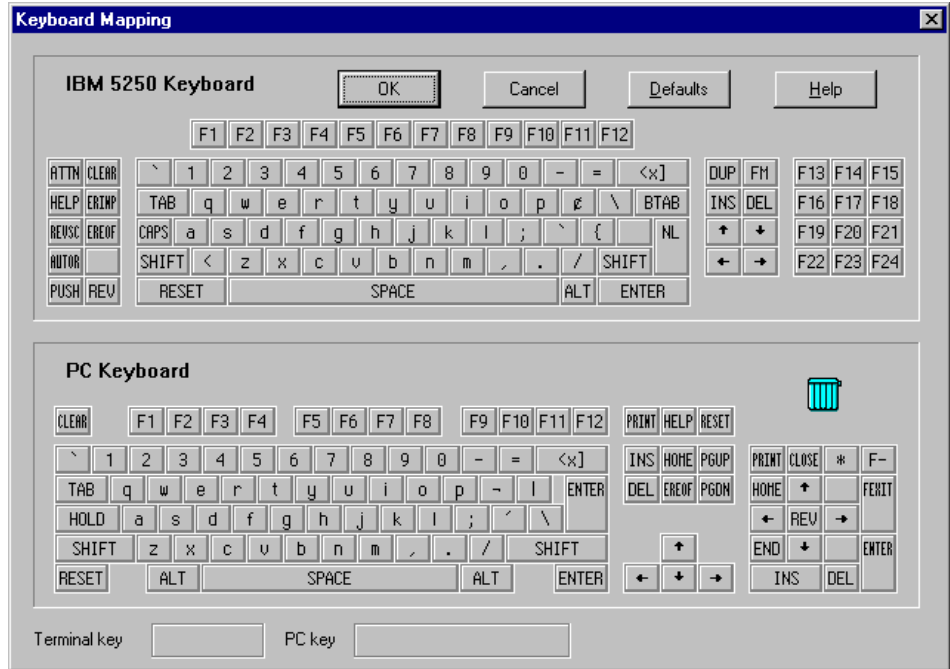 Keyboard Mapping
IBM 5250 Keyboard OK Cancel Defaults Help
F1 F2 F3 F4 F5 F6 F7 F8 F9 F10 F11 F12
ATTN CLEAR ` 1 2 3 4 5 6 7 8 9 0 - = <x] DUP FM F13 F14 F15
HELP ERINP TAB q w e r t y u i o p ¢ \ BTAB INS DEL F16 F17 F18
REVSC EREOF CAPS a s d f g h j k l ; ` { NL ↑ ↓ F19 F20 F21
AUTOR SHIFT < z x c v b n m , . / SHIFT ← → F22 F23 F24
PUSH REV RESET SPACE ALT ENTER
PC Keyboard
CLEAR F1 F2 F3 F4 F5 F6 F7 F8 F9 F10 F11 F12 PRINT HELP RESET
` 1 2 3 4 5 6 7 8 9 0 - = <x] INS HOME PGUP PRINT CLOSE * F-
TAB q w e r t y u i o p ¬ | ENTER DEL EREOF PGDN HOME ↑ FEXIT
HOLD a s d f g h j k l ; ´ \ ← REV →
SHIFT z x c v b n m , . / SHIFT ↑ END ↓ ENTER
RESET ALT SPACE ALT ENTER ← ↓ → INS DEL
Terminal key PC key